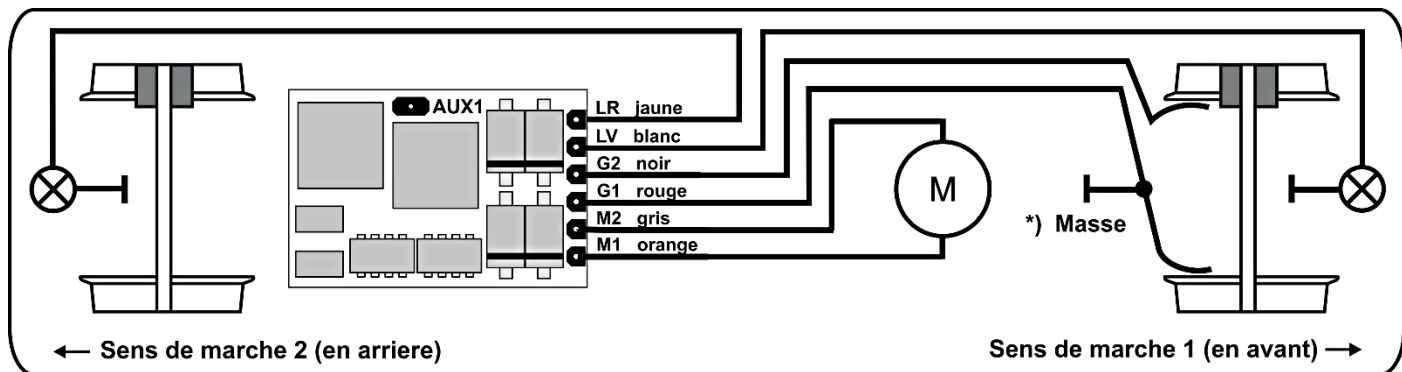 AUX1
LR jaune
LV blanc
G2 noir
G1 rouge
M2 gris
M1 orange
M
*) Masse
← Sens de marche 2 (en arriere)
Sens de marche 1 (en avant) →